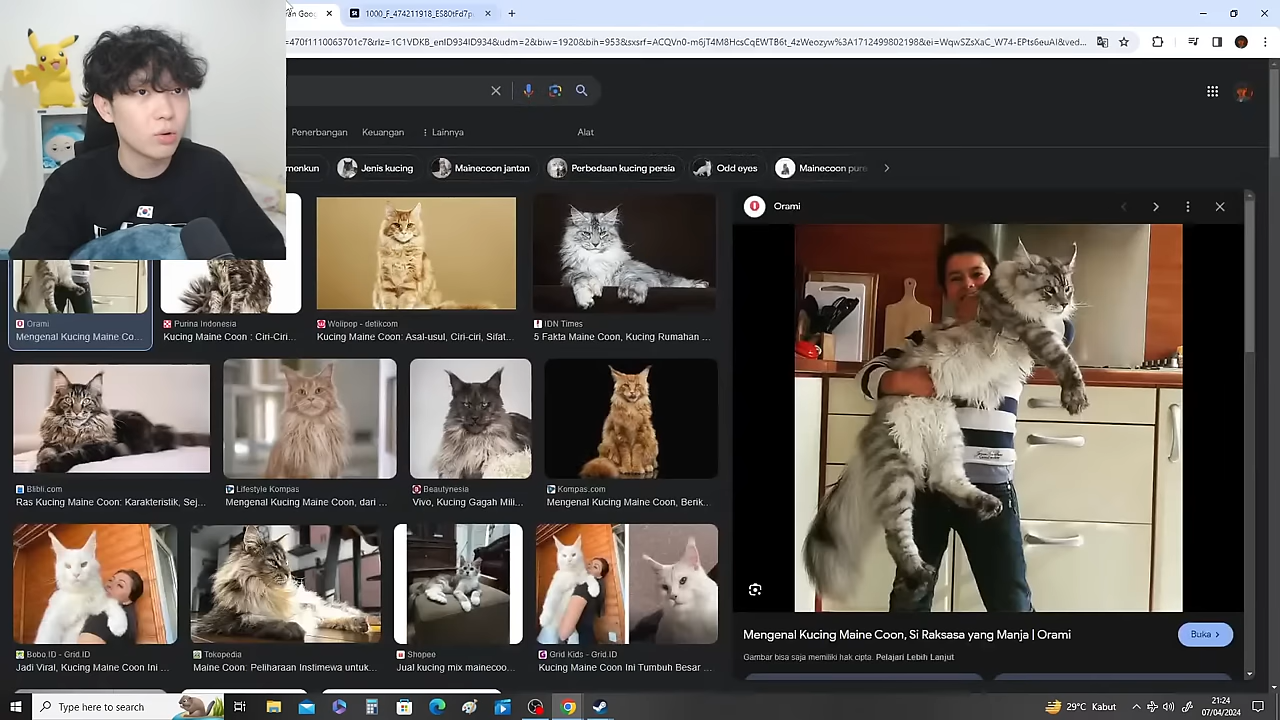 1000_F_474211918_ES80tFd7p
Penerbangan
Keuangan
Lainnya
Alat
Jenis kucing
Mainecoon jantan
Perbedaan kucing persia
Odd eyes
Mainecoon pure
Orami
Orami
Mengenal Kucing Maine Co...
Purina Indonesia
Kucing Maine Coon : Ciri-Ciri...
Wolipop - detikcom
Kucing Maine Coon: Asal-usul, Ciri-ciri, Sifat...
IDN Times
5 Fakta Maine Coon, Kucing Rumahan ...
Blibli.com
Ras Kucing Maine Coon: Karakteristik, Sej...
Lifestyle Kompas
Mengenal Kucing Maine Coon, dari ...
Beautynesia
Vivo, Kucing Gagah Mili...
Kompas.com
Mengenal Kucing Maine Coon, Berik...
Bobo.ID - Grid.ID
Jadi Viral, Kucing Maine Coon Ini ...
Tokopedia
Maine Coon: Peliharaan Instimewa untuk...
Shopee
Jual kucing mix mainecoo...
Grid Kids - Grid.ID
Kucing Maine Coon Ini Tumbuh Besar ...
Mengenal Kucing Maine Coon, Si Raksasa yang Manja | Orami
Buka
Gambar bisa saja memiliki hak cipta. Pelajari Lebih Lanjut
Type here to search
29°C Kabut
21:24
07/04/2024